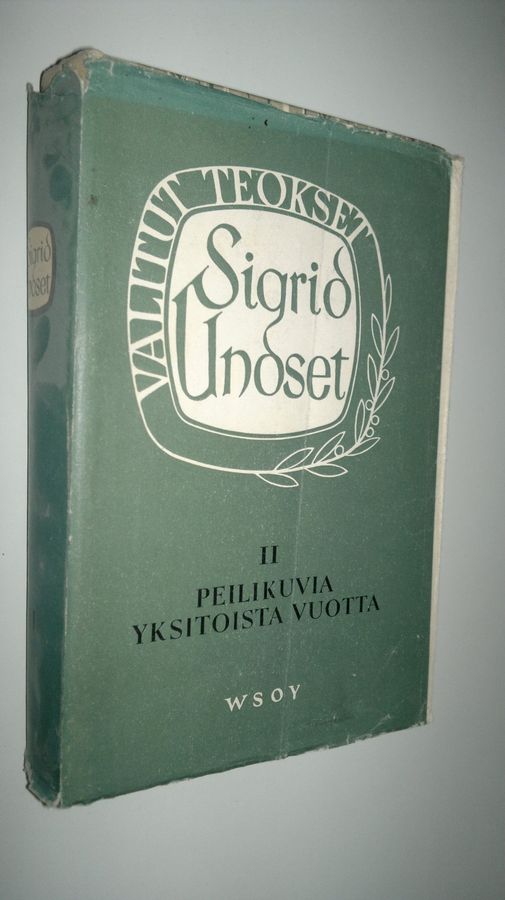 VALITUT TEOKSET
Sigrid
Undset
II
PEILIKUVIA
YKSITOISTA VUOTTA
WSOY
Sigrid
Undset